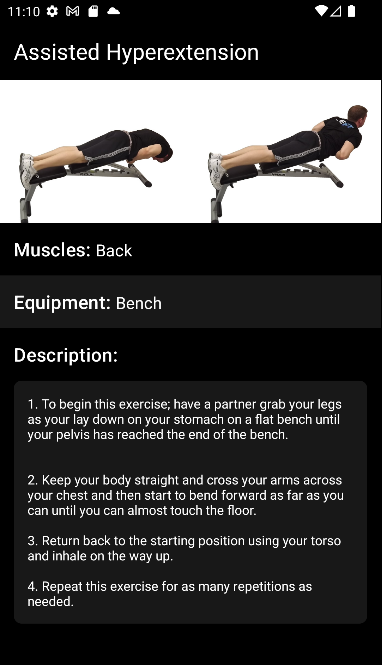 11:10
Assisted Hyperextension
Muscles: Back
Equipment: Bench
Description:
1. To begin this exercise; have a partner grab your legs
as your lay down on your stomach on a flat bench until
your pelvis has reached the end of the bench.
2. Keep your body straight and cross your arms across
your chest and then start to bend forward as far as you
can until you can almost touch the floor.
3. Return back to the starting position using your torso
and inhale on the way up.
4. Repeat this exercise for as many repetitions as
needed.